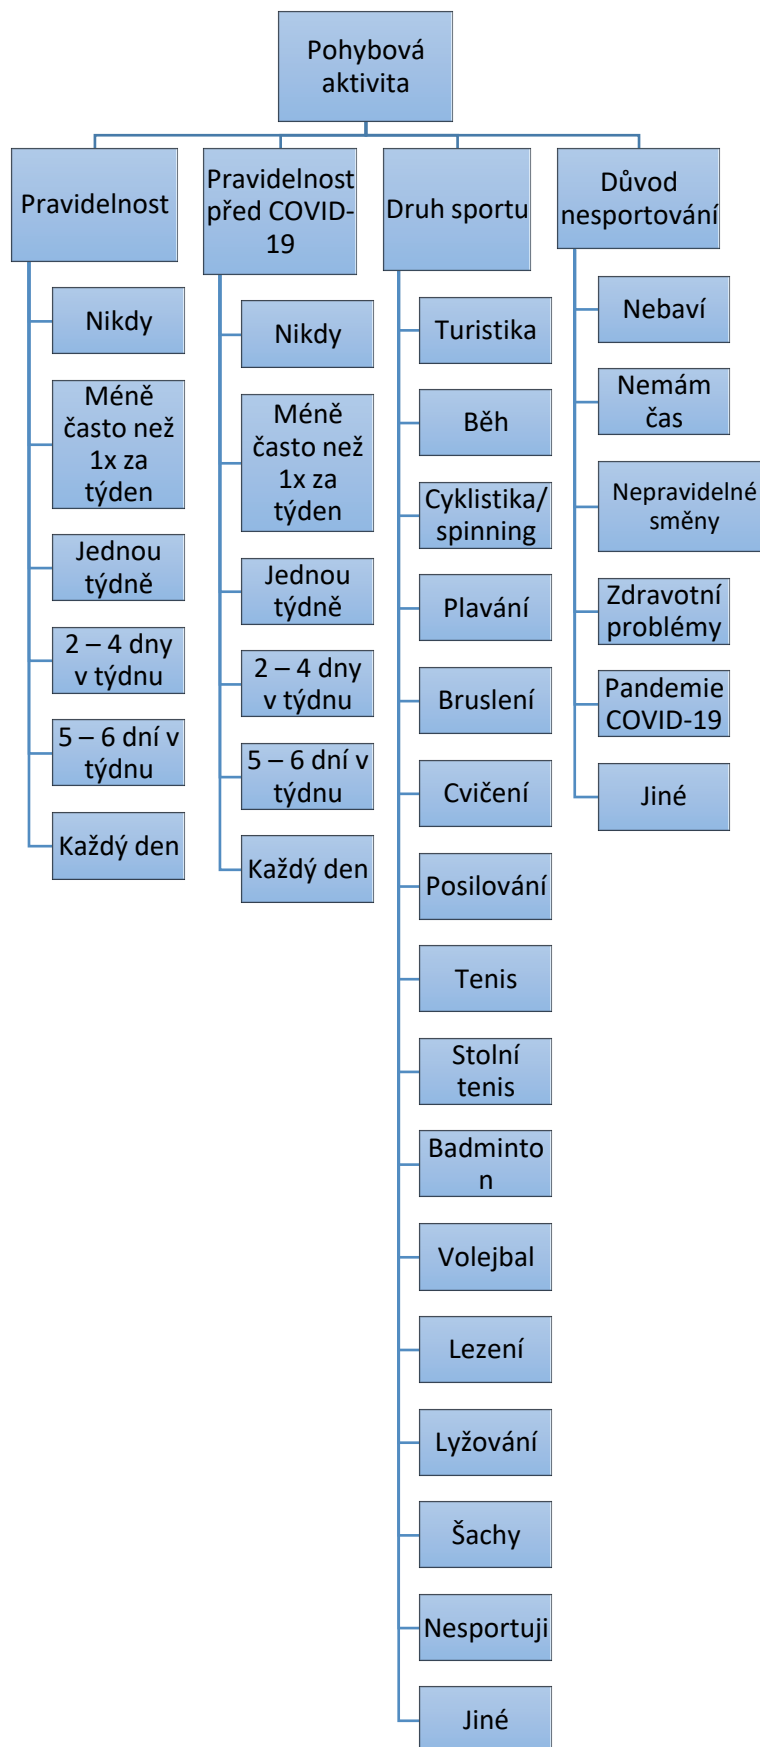 Pohybová
aktivita
Pravidelnost
Nikdy
Méně
často než
1x za
týden
Jednou
týdně
2 – 4 dny
v týdnu
5 – 6 dní v
týdnu
Každý den
Pravidelnost
před COVID-
19
Nikdy
Méně
často než
1x za
týden
Jednou
týdně
2 – 4 dny
v týdnu
5 – 6 dní v
týdnu
Každý den
Druh sportu
Turistika
Běh
Cyklistika/
spinning
Plavání
Bruslení
Cvičení
Posilování
Tenis
Stolní
tenis
Badminto
n
Volejbal
Lezení
Lyžování
Šachy
Nesportuji
Jiné
Důvod
nesportování
Nebaví
Nemám
čas
Nepravidelné
směny
Zdravotní
problémy
Pandemie
COVID-19
Jiné